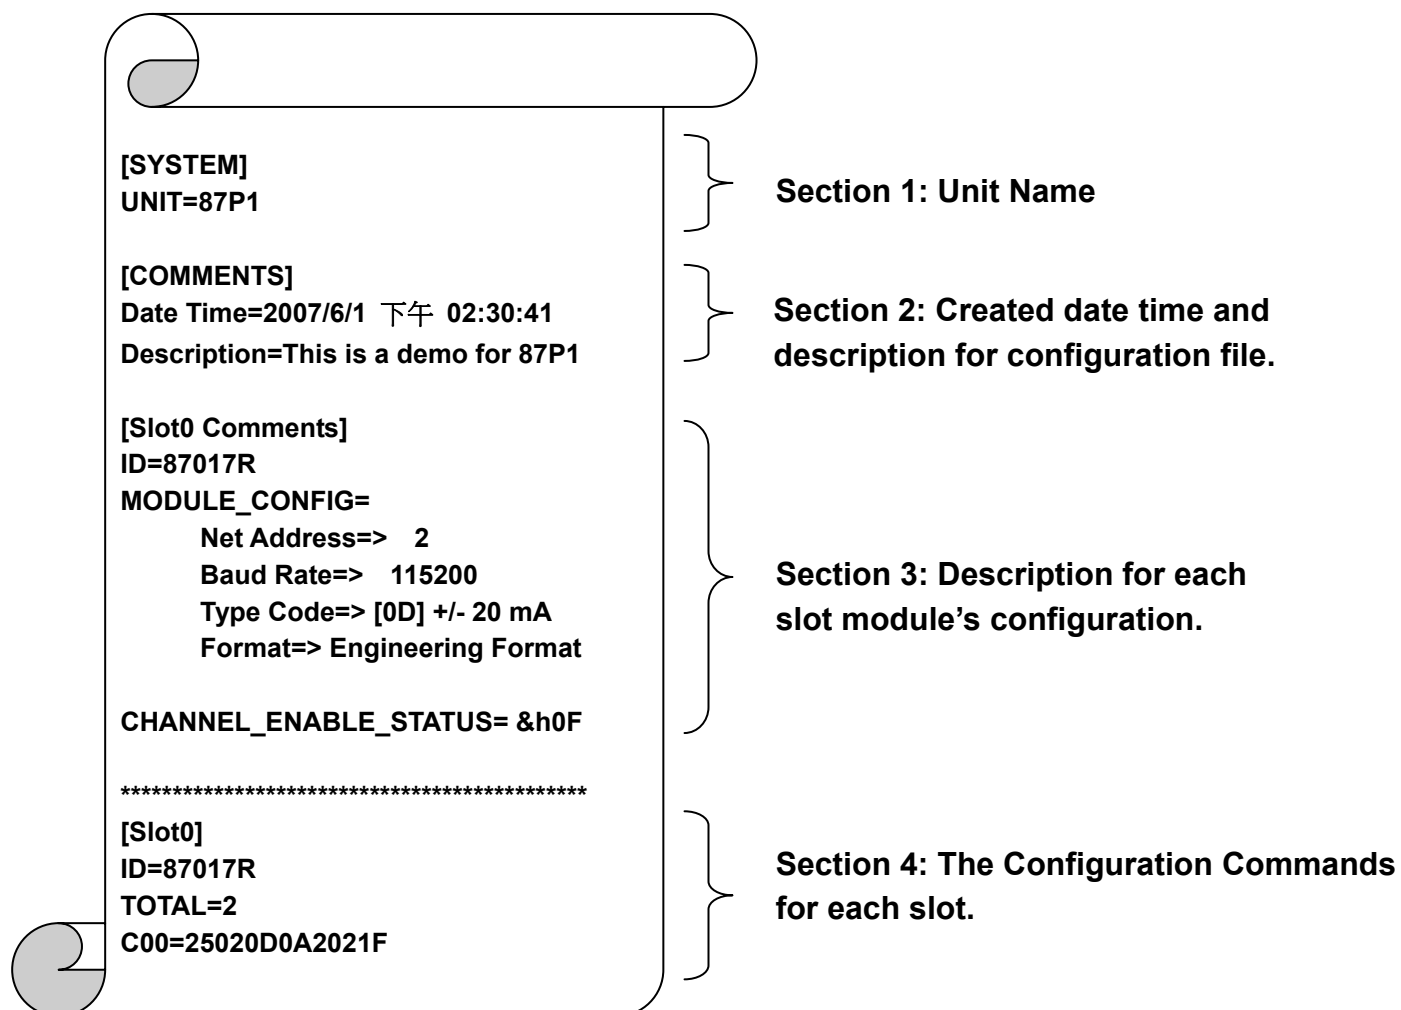 [SYSTEM]
UNIT=87P1
Section 1: Unit Name
[COMMENTS]
Date Time=2007/6/1 下午 02:30:41
Description=This is a demo for 87P1
Section 2: Created date time and
description for configuration file.
[Slot0 Comments]
ID=87017R
MODULE_CONFIG=
Net Address=> 2
Baud Rate=> 115200
Type Code=> [0D] +/- 20 mA
Format=> Engineering Format
CHANNEL_ENABLE_STATUS= &h0F
Section 3: Description for each
slot module’s configuration.
*********************************************
[Slot0]
ID=87017R
TOTAL=2
C00=25020D0A2021F
Section 4: The Configuration Commands
for each slot.